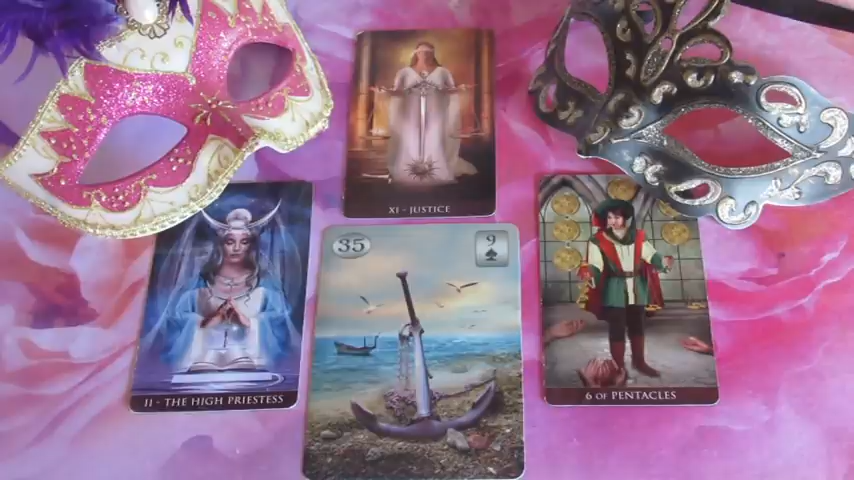 XI - JUSTICE
II - THE HIGH PRIESTESS
35
9
6 OF PENTACLES